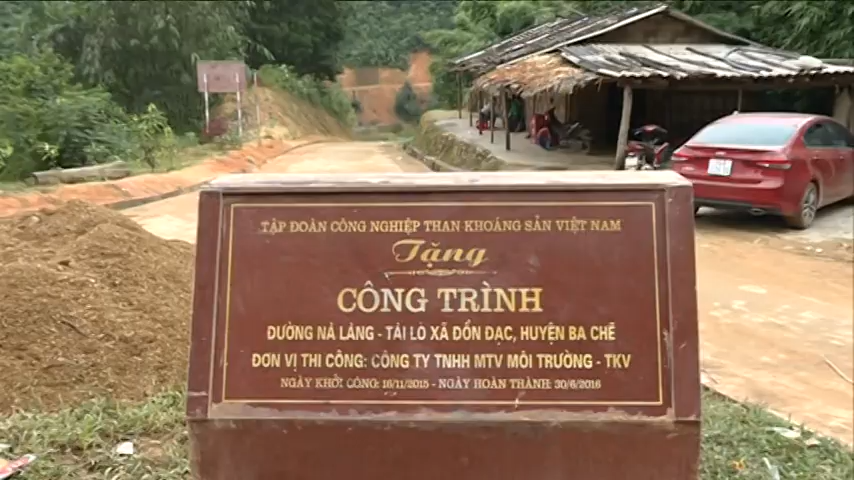 TẬP ĐOÀN CÔNG NGHIỆP THAN KHOÁNG SẢN VIỆT NAM
Tặng
CÔNG TRÌNH
ĐƯỜNG NÀ LẢNG - TÀI LÒ XÃ ĐỒN ĐẠC, HUYỆN BA CHẼ
ĐƠN VỊ THI CÔNG: CÔNG TY TNHH MTV MÔI TRƯỜNG - TKV
NGÀY KHỞI CÔNG: 16/11/2015 - NGÀY HOÀN THÀNH: 30/6/2016